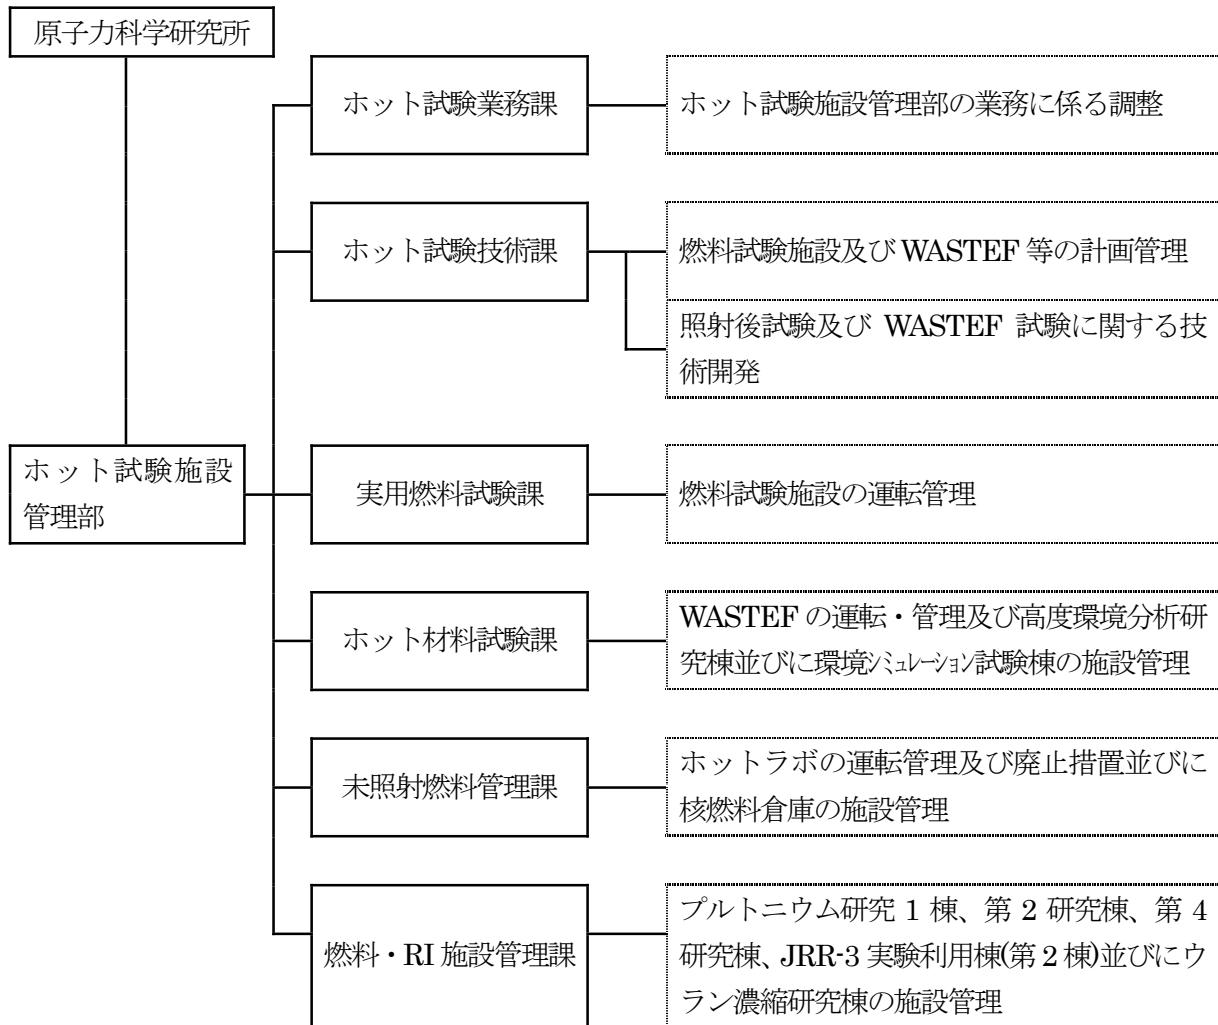 原子力科学研究所
ホット試験業務課
ホット試験施設管理部の業務に係る調整
ホット試験技術課
燃料試験施設及び WASTEF 等の計画管理
照射後試験及び WASTEF 試験に関する技
術開発
ホット試験施設
管理部
実用燃料試験課
燃料試験施設の運転管理
ホット材料試験課
WASTEF の運転・管理及び高度環境分析研
究棟並びに環境ｼﾐｭﾚｰｼｮﾝ試験棟の施設管理
未照射燃料管理課
ホットラボの運転管理及び廃止措置並びに
核燃料倉庫の施設管理
燃料・RI 施設管理課
プルトニウム研究 1 棟、第 2 研究棟、第 4
研究棟、JRR-3 実験利用棟(第 2 棟)並びにウ
ラン濃縮研究棟の施設管理